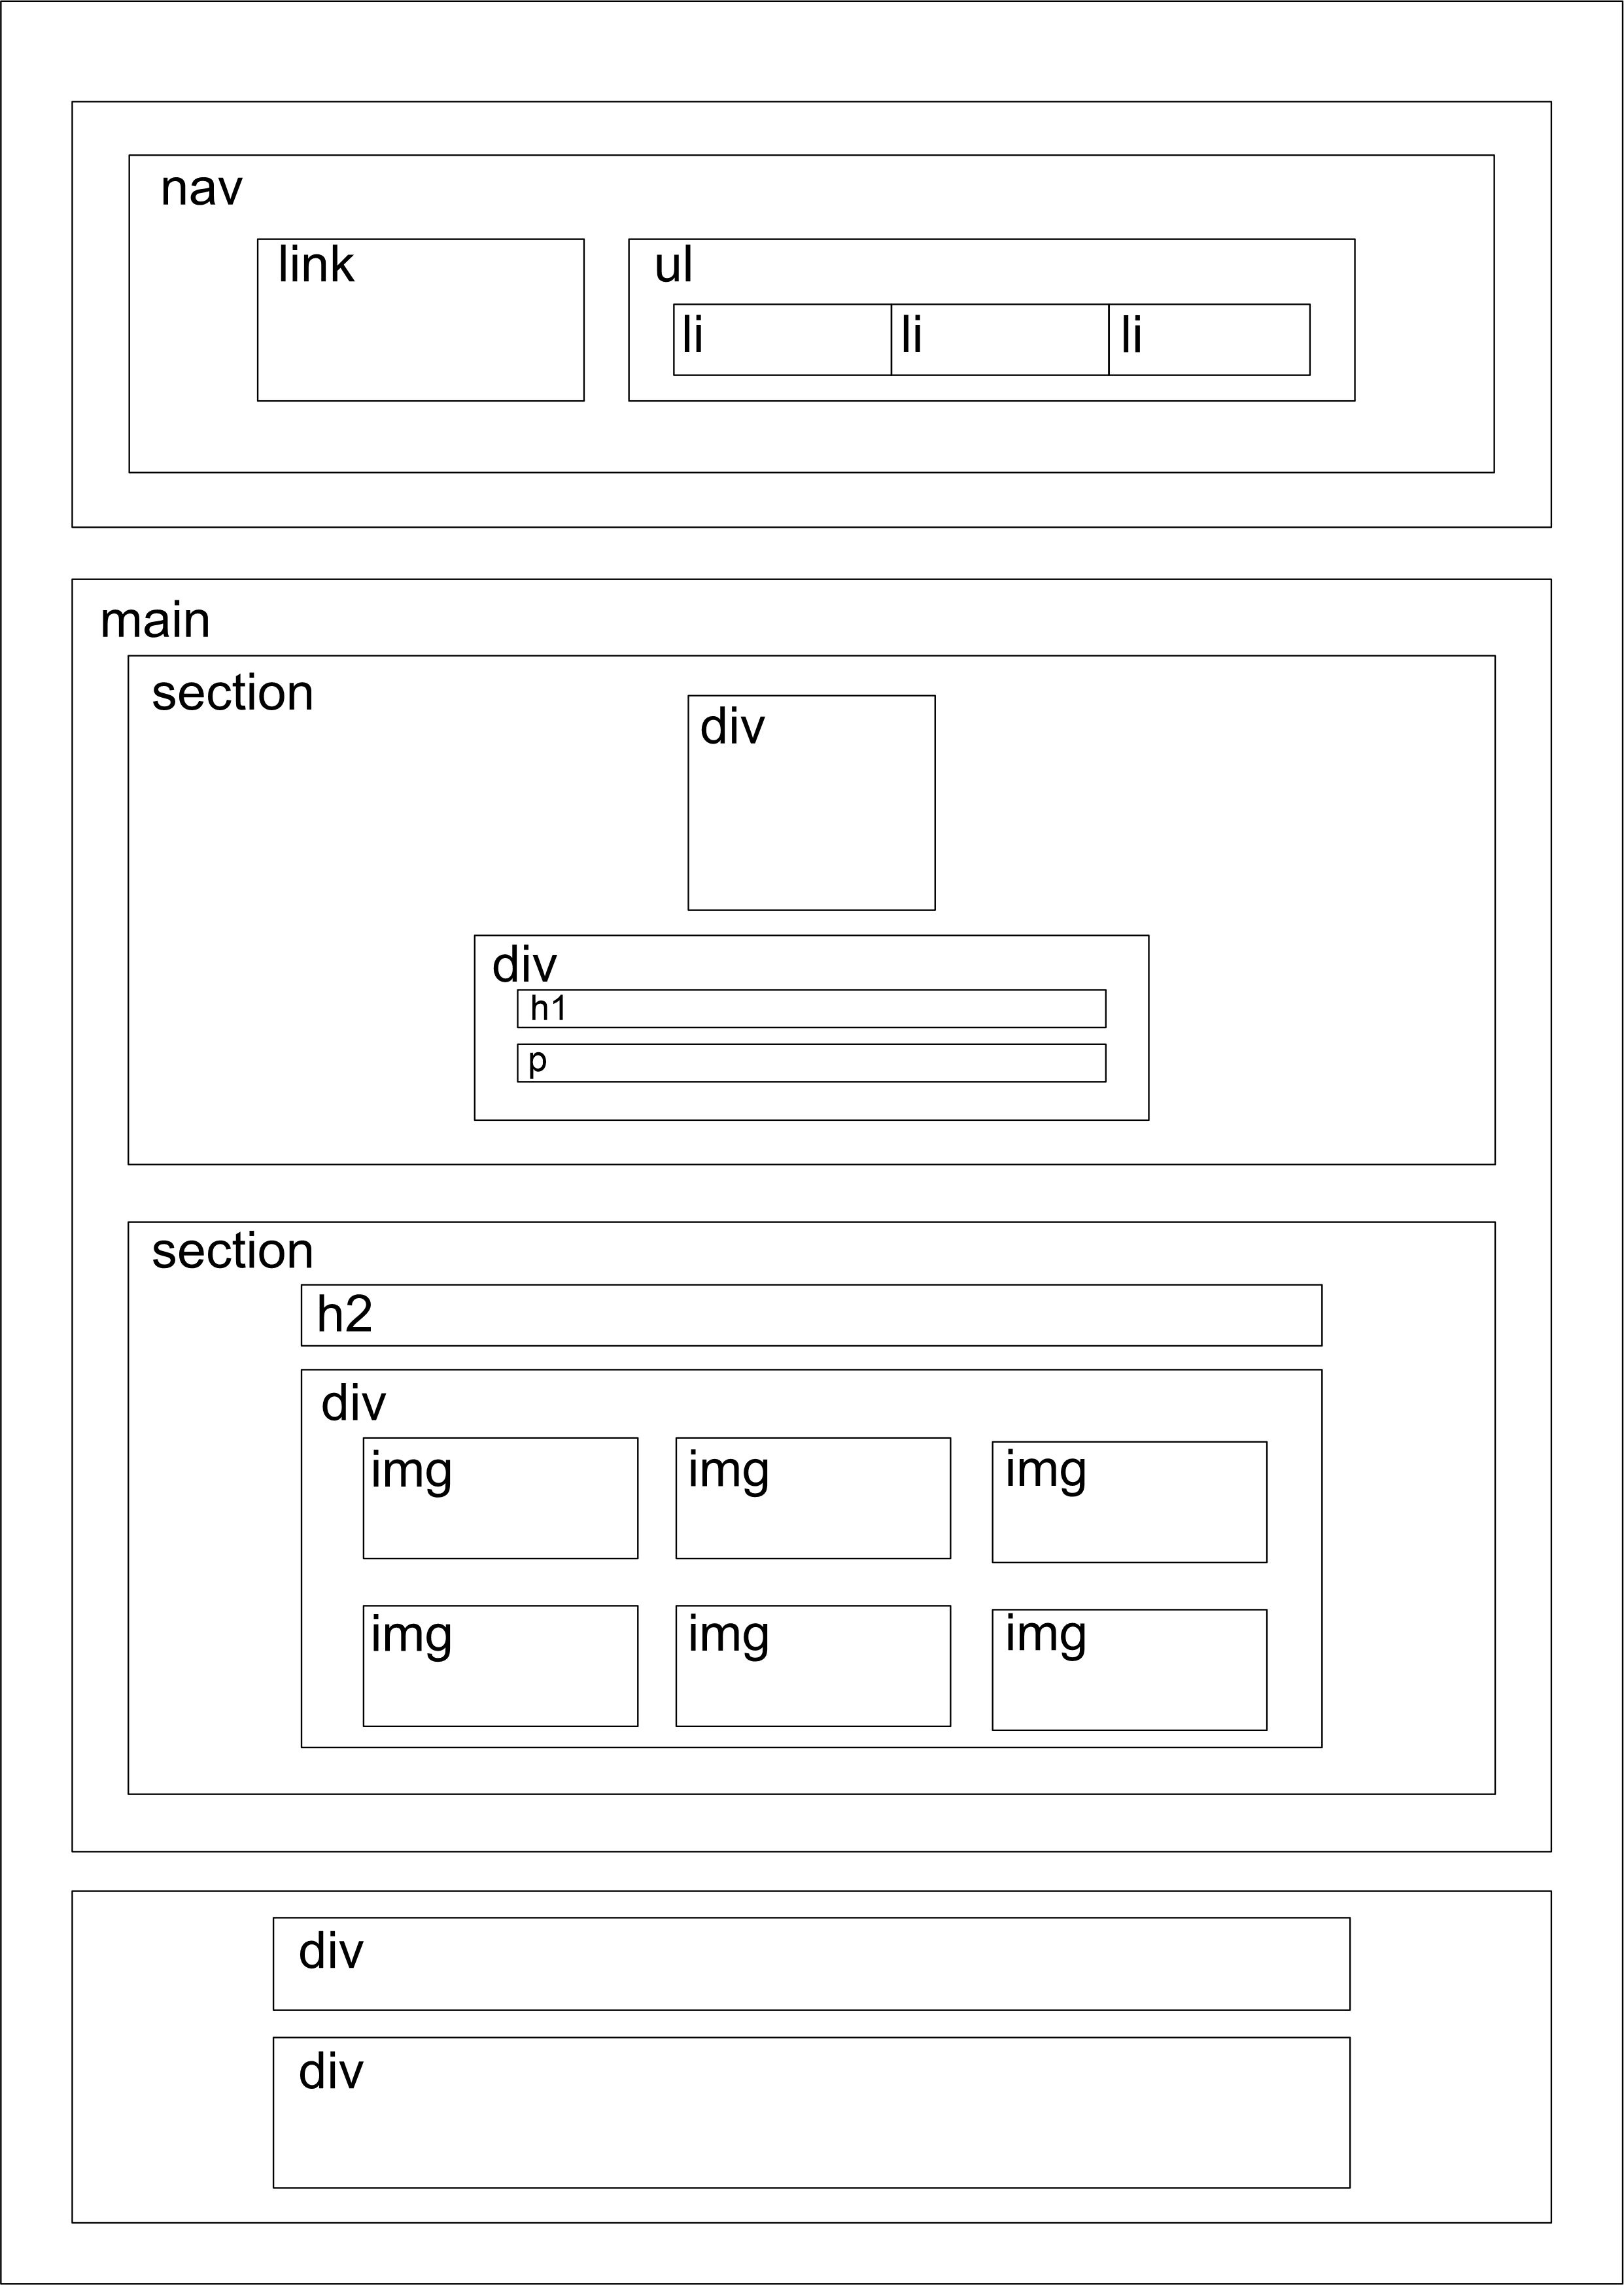 nav
link
ul
li
li
li
main
section
div
div
h1
p
section
h2
div
img
img
img
img
img
img
div
div